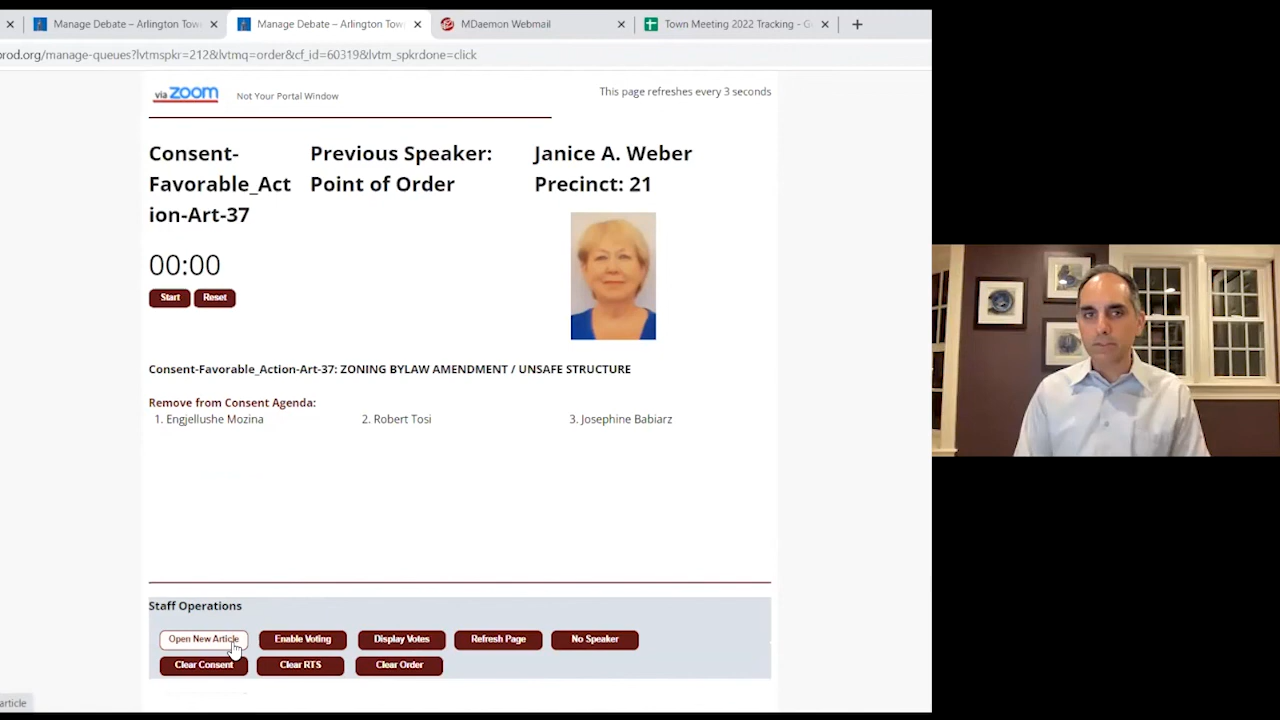 Manage Debate – Arlington Tow
Manage Debate – Arlington Tow
MDaemon Webmail
Town Meeting 2022 Tracking - G
prod.org/manage-queues?lvtmspkr=212&lvtmq=order&cf_id=60319&lvtm_spkrdone=click
via zoom
Not Your Portal Window
This page refreshes every 3 seconds
Consent-
Favorable_Act
ion-Art-37
Previous Speaker:
Point of Order
Janice A. Weber
Precinct: 21
00:00
Start
Reset
Consent-Favorable_Action-Art-37: ZONING BYLAW AMENDMENT / UNSAFE STRUCTURE
Remove from Consent Agenda:
1. Engjellushe Mozina
2. Robert Tosi
3. Josephine Babiarz
Staff Operations
Open New Article
Enable Voting
Display Votes
Refresh Page
No Speaker
Clear Consent
Clear RTS
Clear Order
article